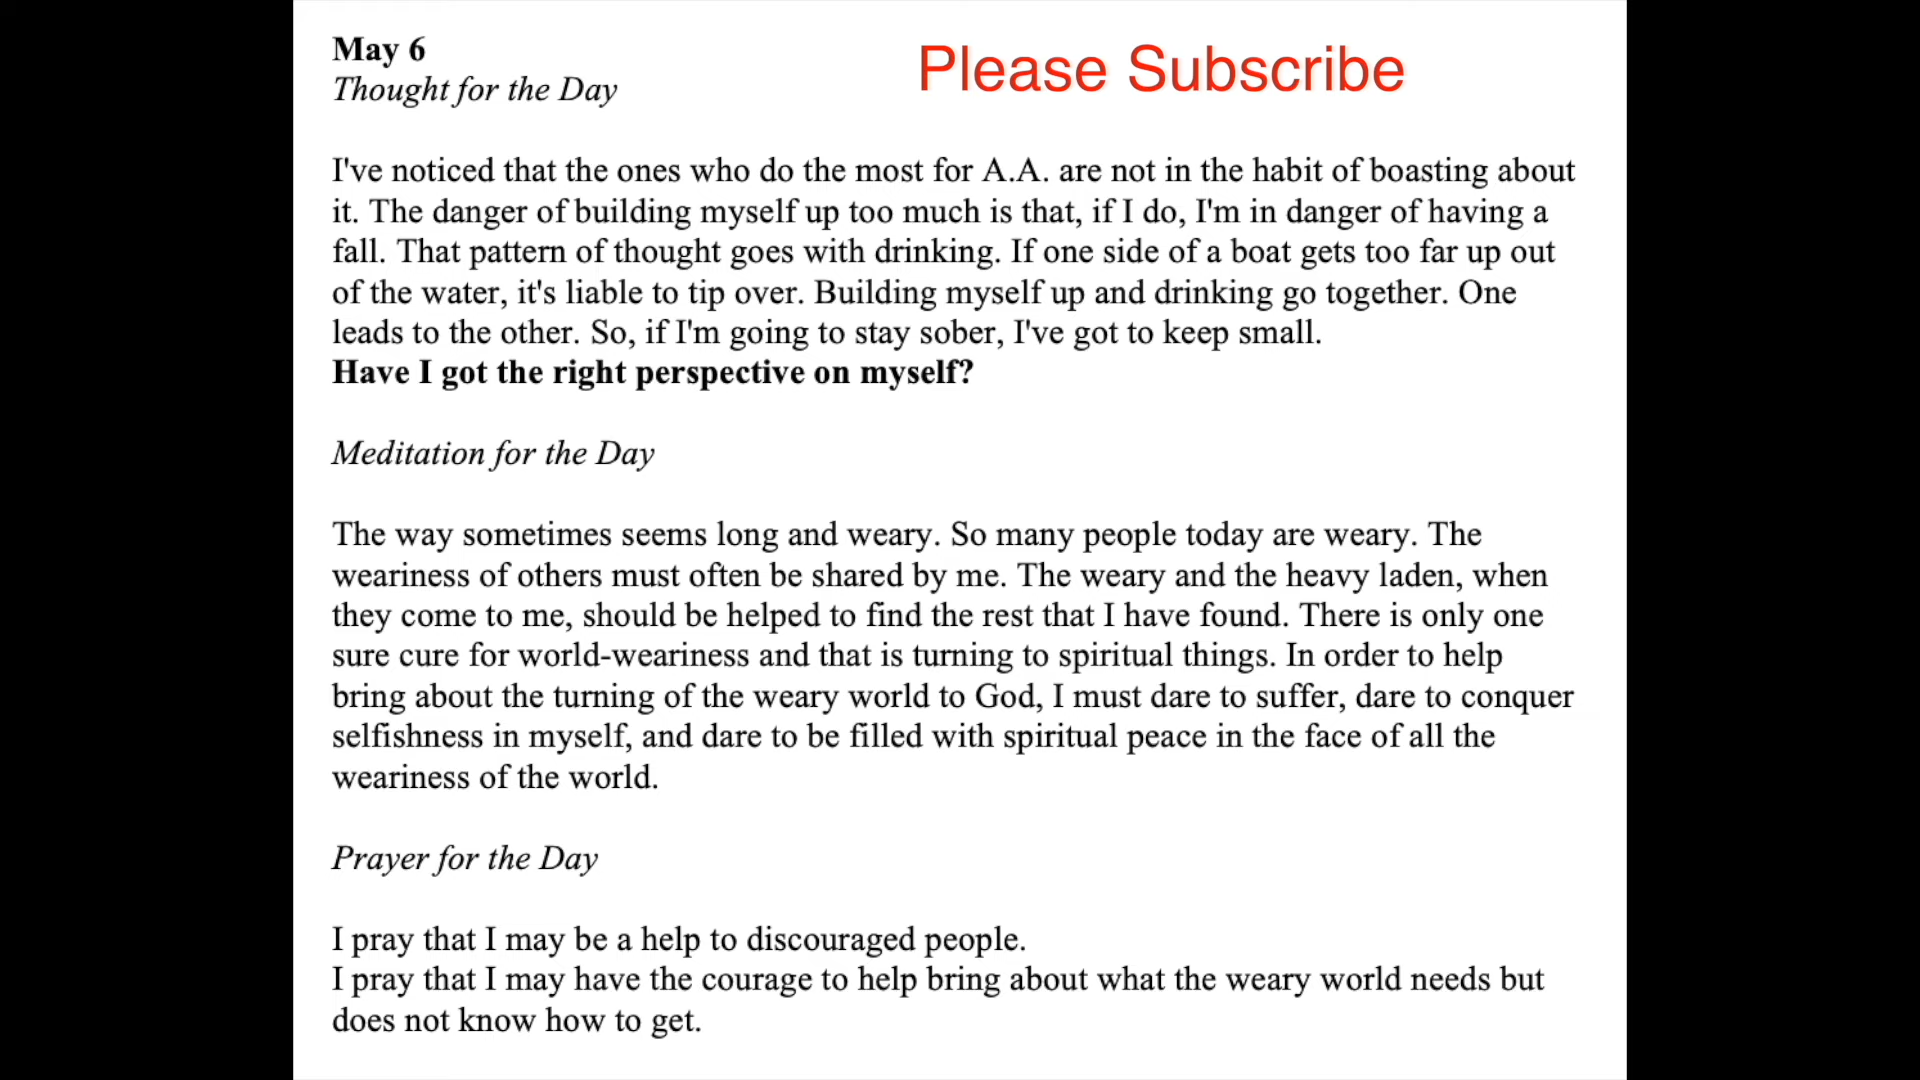 May 6
Please Subscribe
Thought for the Day
I've noticed that the ones who do the most for A.A. are not in the habit of boasting about
it. The danger of building myself up too much is that, if I do, I'm in danger of having a
fall. That pattern of thought goes with drinking. If one side of a boat gets too far up out
of the water, it's liable to tip over. Building myself up and drinking go together. One
leads to the other. So, if I'm going to stay sober, I've got to keep small.
Have I got the right perspective on myself?
Meditation for the Day
The way sometimes seems long and weary. So many people today are weary. The
weariness of others must often be shared by me. The weary and the heavy laden, when
they come to me, should be helped to find the rest that I have found. There is only one
sure cure for world-weariness and that is turning to spiritual things. In order to help
bring about the turning of the weary world to God, I must dare to suffer, dare to conquer
selfishness in myself, and dare to be filled with spiritual peace in the face of all the
weariness of the world.
Prayer for the Day
I pray that I may be a help to discouraged people.
I pray that I may have the courage to help bring about what the weary world needs but
does not know how to get.